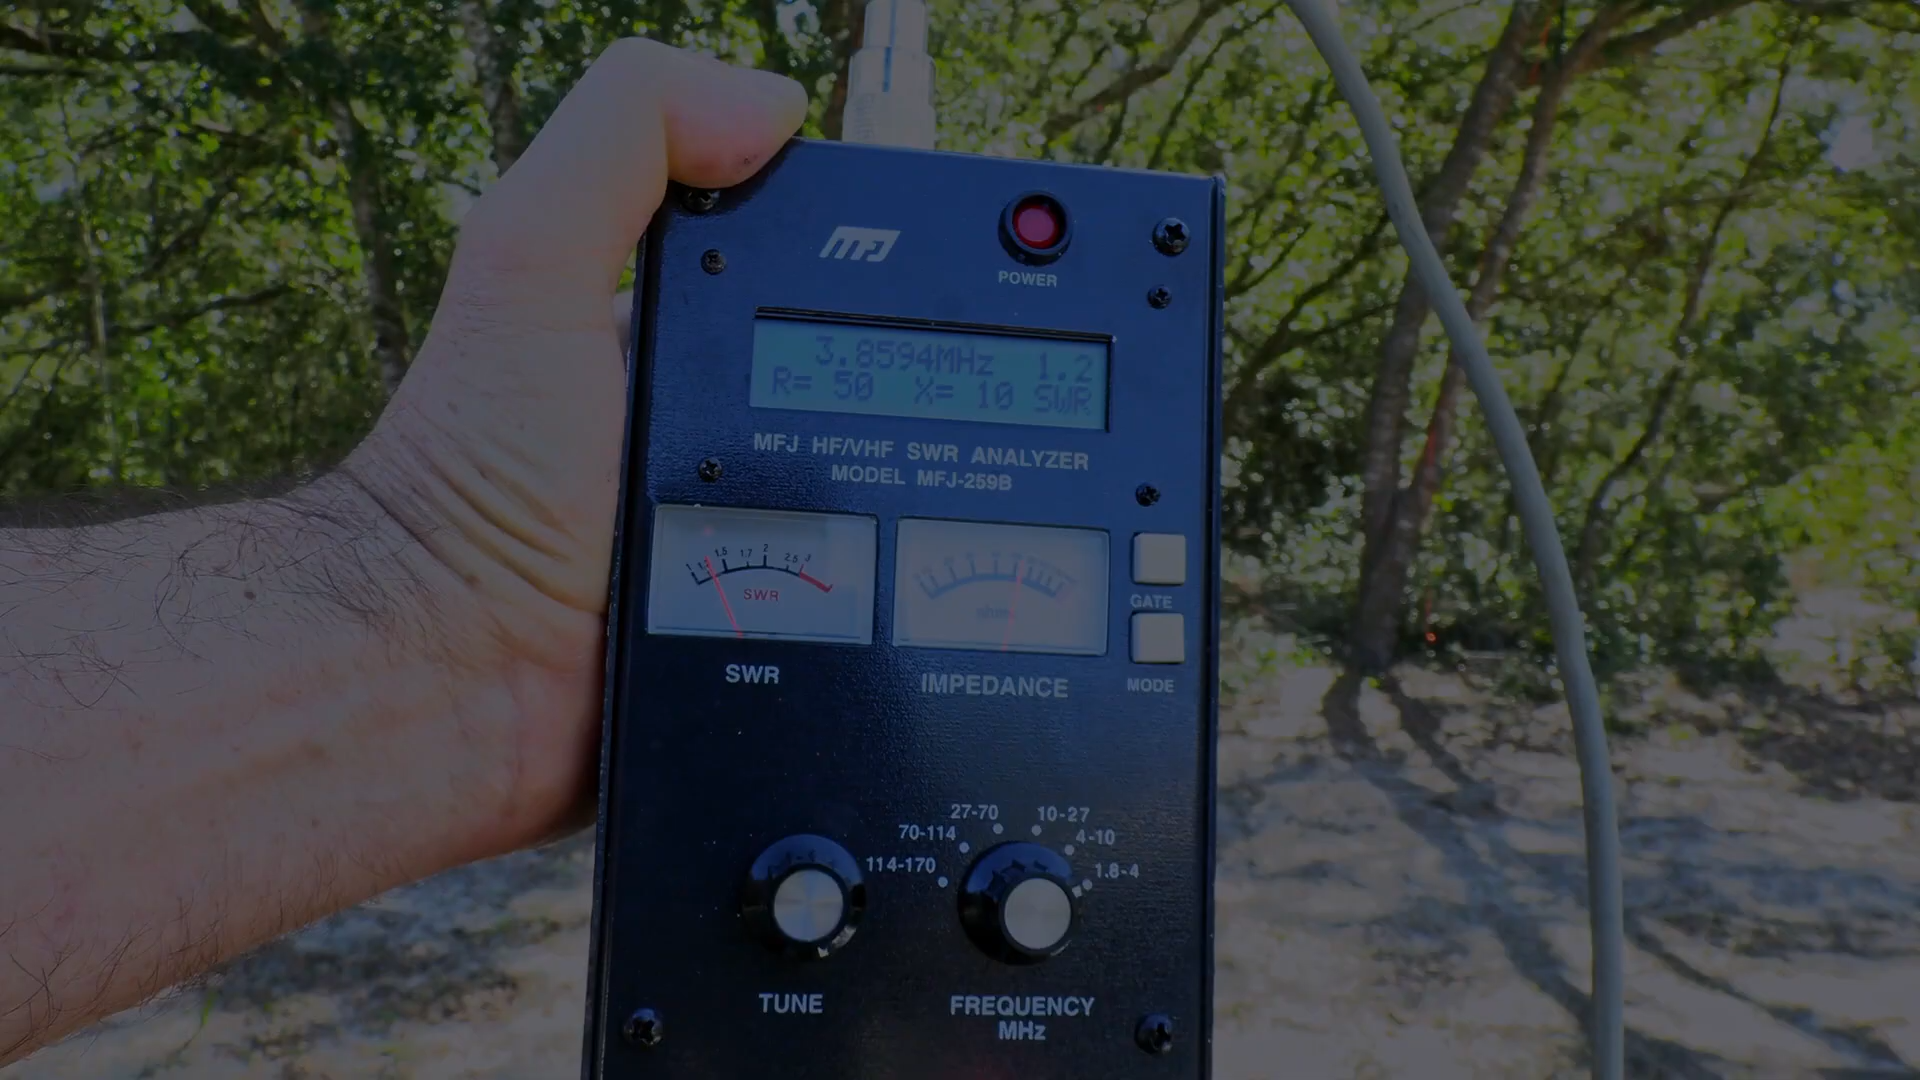 MFJ
POWER
3.8594MHz 1.2
R= 50 X= 10 SWR
MFJ HF/VHF SWR ANALYZER
MODEL MFJ-259B
1.5 1.7 2 2.5 3
SWR
GATE
SWR
IMPEDANCE
MODE
27-70 10-27
70-114 4-10
114-170 1.8-4
TUNE
FREQUENCY
MHz